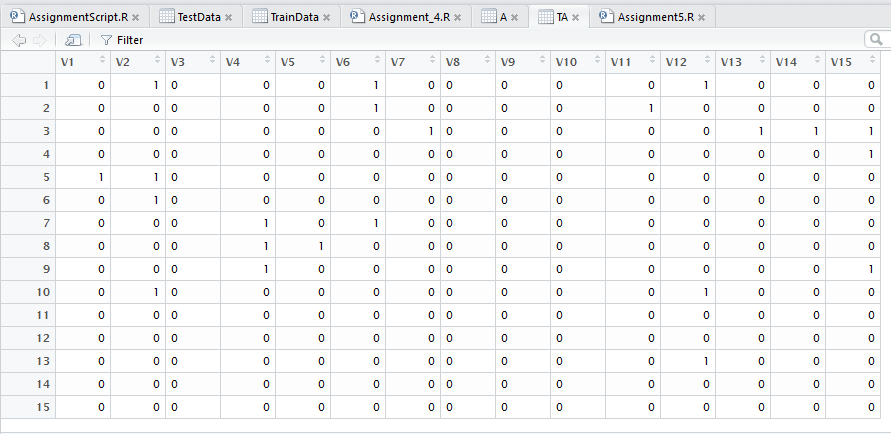 AssignmentScript.R × TestData × TrainData × Assignment_4.R × A × TA × Assignment5.R ×
Filter
V1 V2 V3 V4 V5 V6 V7 V8 V9 V10 V11 V12 V13 V14 V15
1 0 1 0 0 0 1 0 0 0 0 0 1 0 0 0
2 0 0 0 0 0 1 0 0 0 0 1 0 0 0 0
3 0 0 0 0 0 0 1 0 0 0 0 0 1 1 1
4 0 0 0 0 0 0 0 0 0 0 0 0 0 0 1
5 1 1 0 0 0 0 0 0 0 0 0 0 0 0 0
6 0 1 0 0 0 0 0 0 0 0 0 0 0 0 0
7 0 0 0 1 0 1 0 0 0 0 0 0 0 0 0
8 0 0 0 1 1 0 0 0 0 0 0 0 0 0 0
9 0 0 0 1 0 0 0 0 0 0 0 0 0 0 1
10 0 1 0 0 0 0 0 0 0 0 0 1 0 0 0
11 0 0 0 0 0 0 0 0 0 0 0 0 0 0 0
12 0 0 0 0 0 0 0 0 0 0 0 0 0 0 0
13 0 0 0 0 0 0 0 0 0 0 0 1 0 0 0
14 0 0 0 0 0 0 0 0 0 0 0 0 0 0 0
15 0 0 0 0 0 0 0 0 0 0 0 0 0 0 0